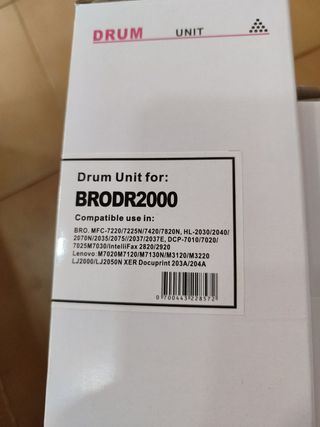 DRUM UNIT
Drum Unit for:
BRODR2000
Compatible use in:
BRO. MFC-7220/7225N/7420/7820N, HL-2030/2040/
2070N/2035/2075//2037/2037E, DCP-7010/7020/
7025M7030/IntelliFax 2820/2920
Lenovo:M7020M7120/M7130N/M3120/M3220
LJ2000/LJ2050N XER Docuprint 203A/204A
0700443228572